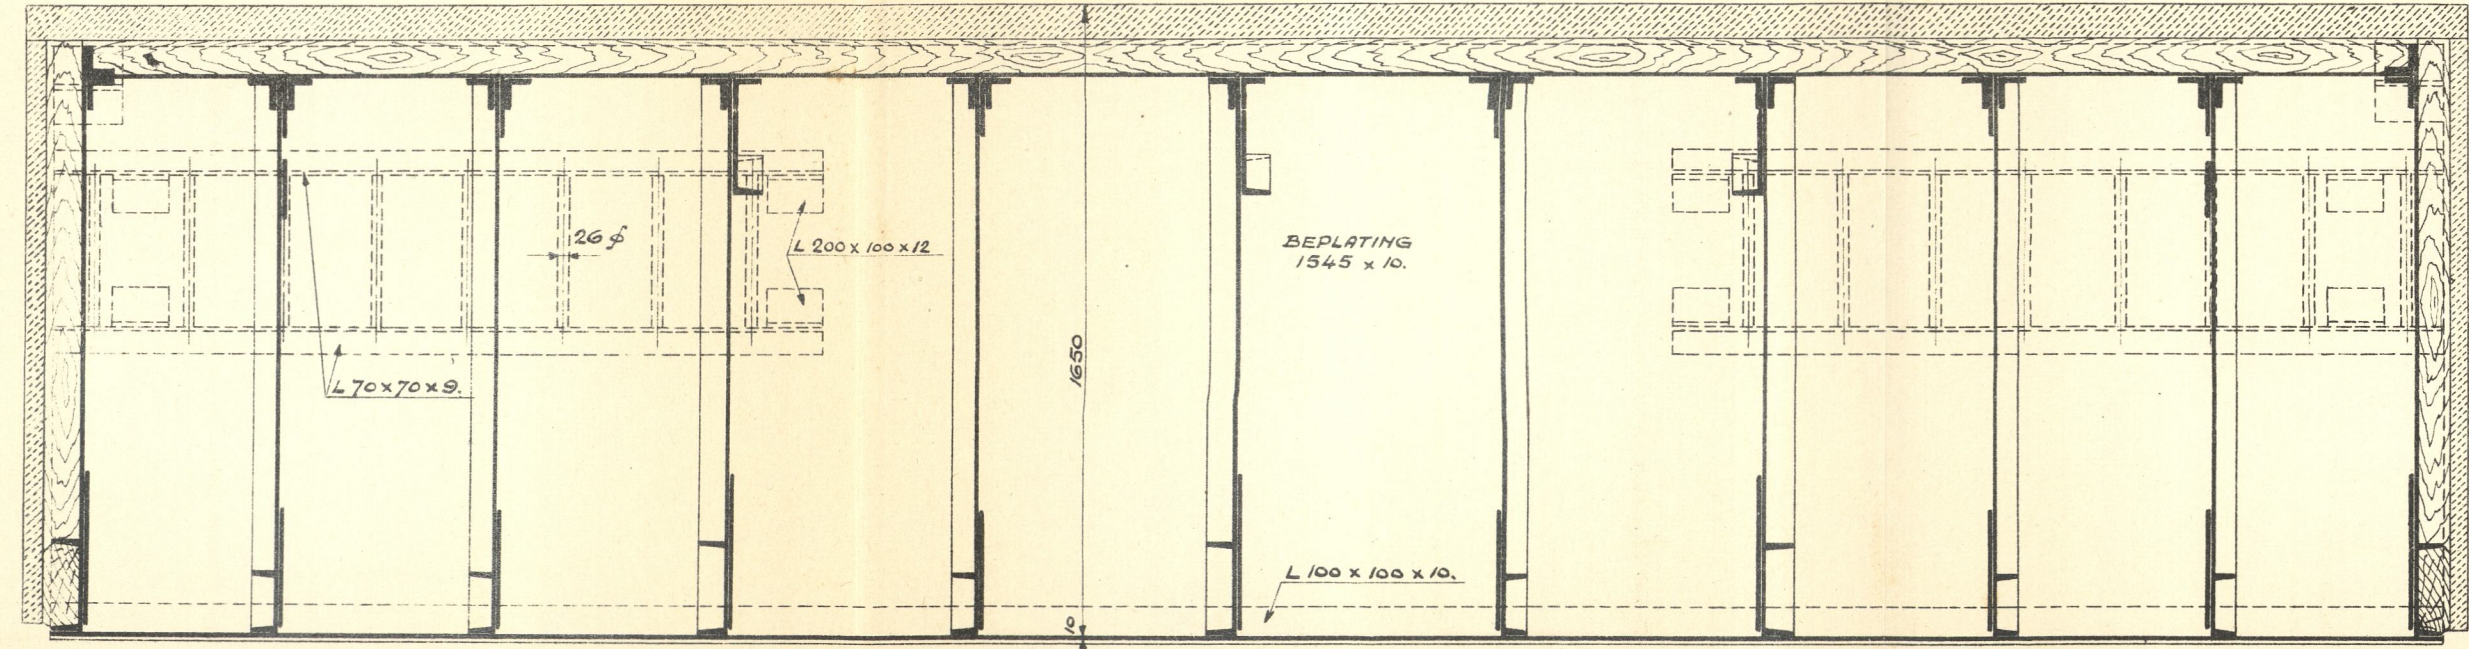 26 ∮
L 200 x 100 x 12
BEPLATING
1545 x 10.
1650
L 70 x 70 x 9.
L 100 x 100 x 10.
10